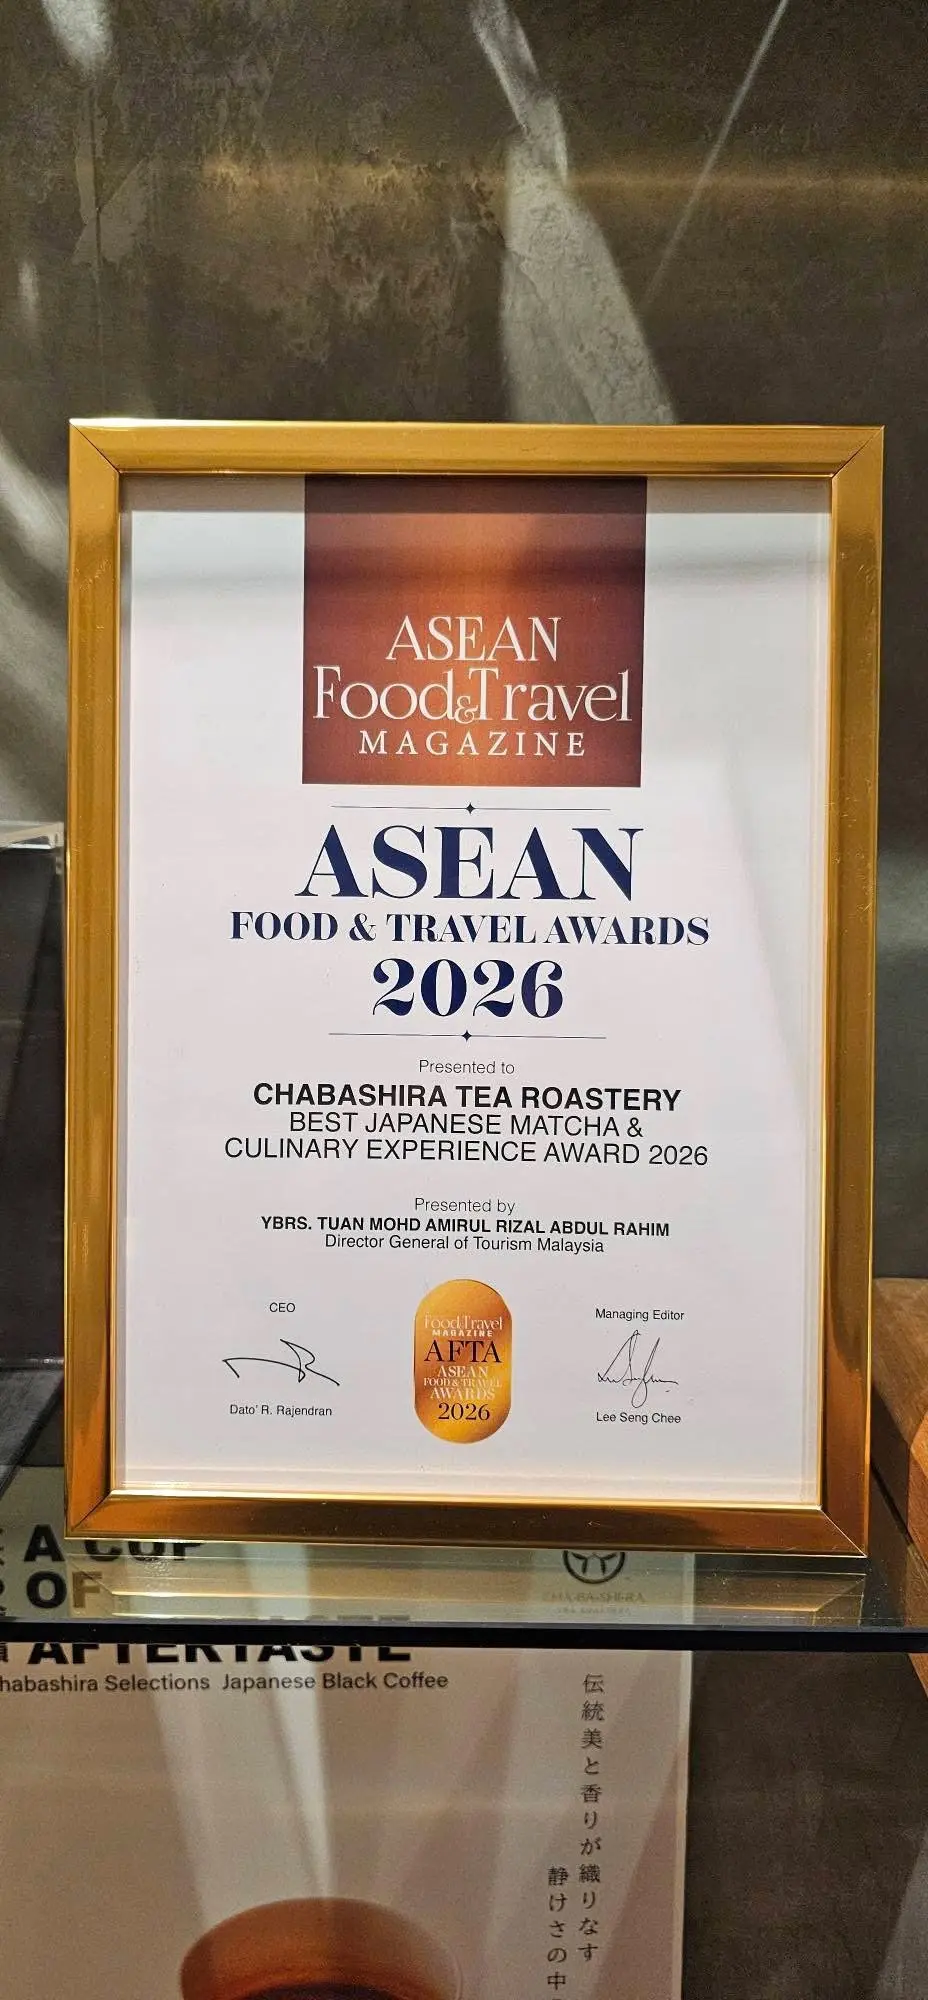 ASEAN
Food&Travel
MAGAZINE
ASEAN
FOOD & TRAVEL AWARDS
2026
Presented to
CHABASHIRA TEA ROASTERY
BEST JAPANESE MATCHA &
CULINARY EXPERIENCE AWARD 2026
Presented by
YBRS. TUAN MOHD AMIRUL RIZAL ABDUL RAHIM
Director General of Tourism Malaysia
CEO
Dato' R. Rajendran
Food&Travel
MAGAZINE
AFTA
ASEAN
FOOD & TRAVEL
AWARDS
2026
Managing Editor
Lee Seng Chee
A CUP
OF
AFTERTASTE
habashira Selections Japanese Black Coffee
伝統美と香りが織りなす
静けさの中